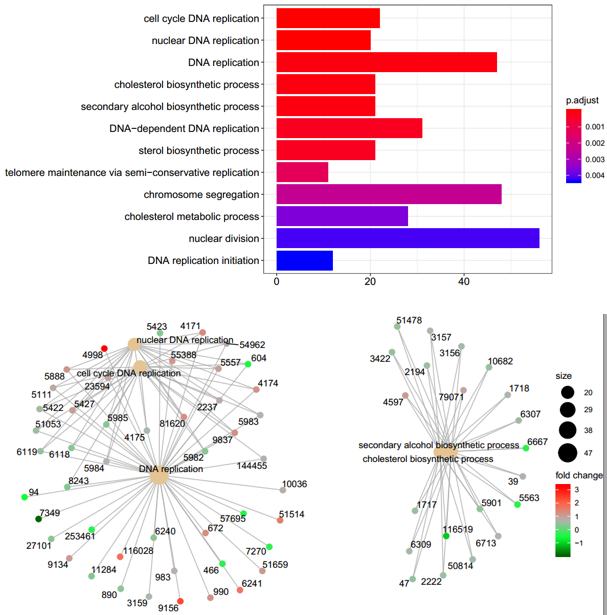 cell cycle DNA replication
nuclear DNA replication
DNA replication
cholesterol biosynthetic process
secondary alcohol biosynthetic process
DNA−dependent DNA replication
sterol biosynthetic process
telomere maintenance via semi−conservative replication
chromosome segregation
cholesterol metabolic process
nuclear division
DNA replication initiation
0 20 40
p.adjust
0.001
0.002
0.003
0.004
5423 4171
nuclear DNA replication 54962
4998 55388 5557 604
cell cycle DNA replication
5888 23594 4174
5111
5422 5427 2237
51053 5985 81620 5983
4175 9837
6119 6118
5984 5982 144455
DNA replication
8243 10036
94
7349 57695 51514
253461 6240 672
27101 7270
9134 116028 51659
11284 983 466
890 6241
3159 9156 990
51478
3157
3422 3156
2194 10682
4597 79071 1718
6307
secondary alcohol biosynthetic process 6667
cholesterol biosynthetic process
39
1717 5901 5563
116519
6309 6713
50814
47 2222
size
20
29
38
47
fold change
3
2
1
0
−1